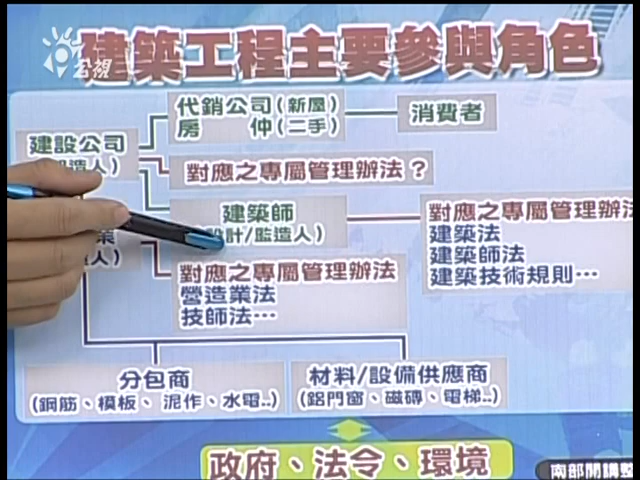 公視
建築工程主要參與角色
代銷公司(新屋)
房 仲(二手)
消費者
建設公司
造人)
對應之專屬管理辦法？
建築師
設計/監造人)
對應之專屬管理辦法
建築法
建築師法
建築技術規則…
業
人)
對應之專屬管理辦法
營造業法
技師法…
分包商
(鋼筋、模板、泥作、水電..)
材料/設備供應商
(鋁門窗、磁磚、電梯..)
政府、法令、環境
南部開講